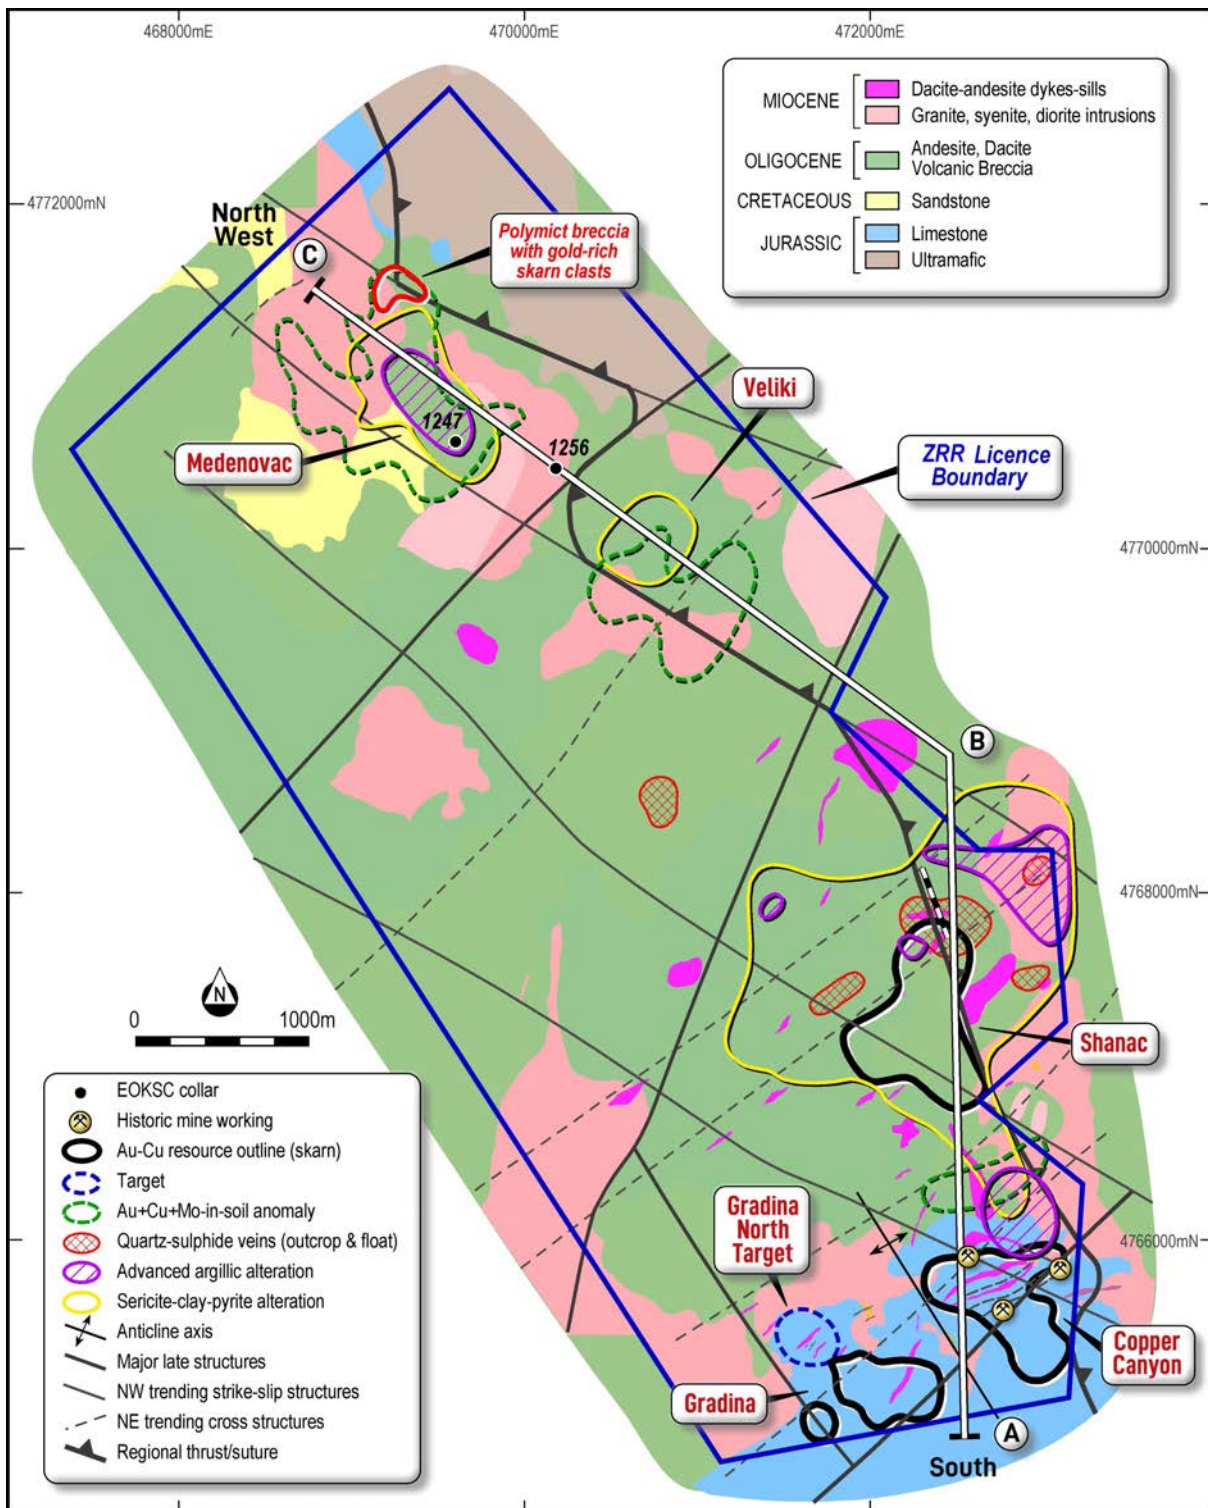 468000mE
470000mE
472000mE
MIOCENE
Dacite-andesite dykes-sills
Granite, syenite, diorite intrusions
OLIGOCENE
Andesite, Dacite
Volcanic Breccia
CRETACEOUS
Sandstone
JURASSIC
Limestone
Ultramafic
4772000mN
North
West
C
Polymict breccia
with gold-rich
skarn clasts
Veliki
1247
1256
Medenovac
ZRR Licence
Boundary
4770000mN
B
4768000mN
4768000mN
N
0
1000m
Shanac
EOKSC collar
Historic mine working
Au-Cu resource outline (skarn)
Target
Au+Cu+Mo-in-soil anomaly
Quartz-sulphide veins (outcrop & float)
Advanced argillic alteration
Sericite-clay-pyrite alteration
Anticline axis
Major late structures
NW trending strike-slip structures
NE trending cross structures
Regional thrust/suture
Gradina
North
Target
4766000mN
Copper
Canyon
Gradina
A
South